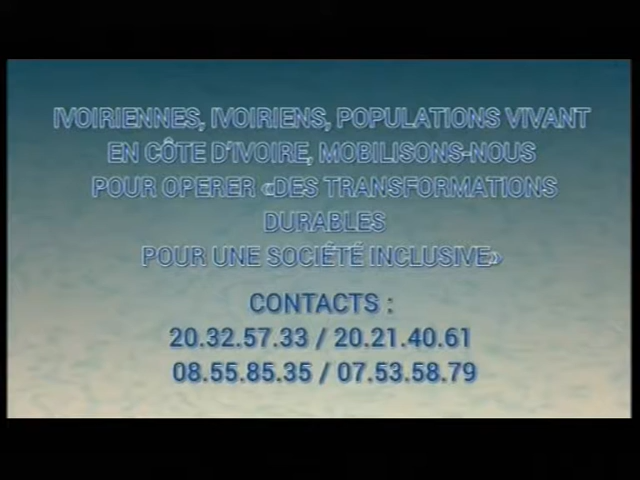 IVOIRIENNES, IVOIRIENS, POPULATIONS VIVANT
EN CÔTE D'IVOIRE, MOBILISONS-NOUS
POUR OPERER «DES TRANSFORMATIONS
DURABLES
POUR UNE SOCIÉTÉ INCLUSIVE»
CONTACTS :
20.32.57.33 / 20.21.40.61
08.55.85.35 / 07.53.58.79